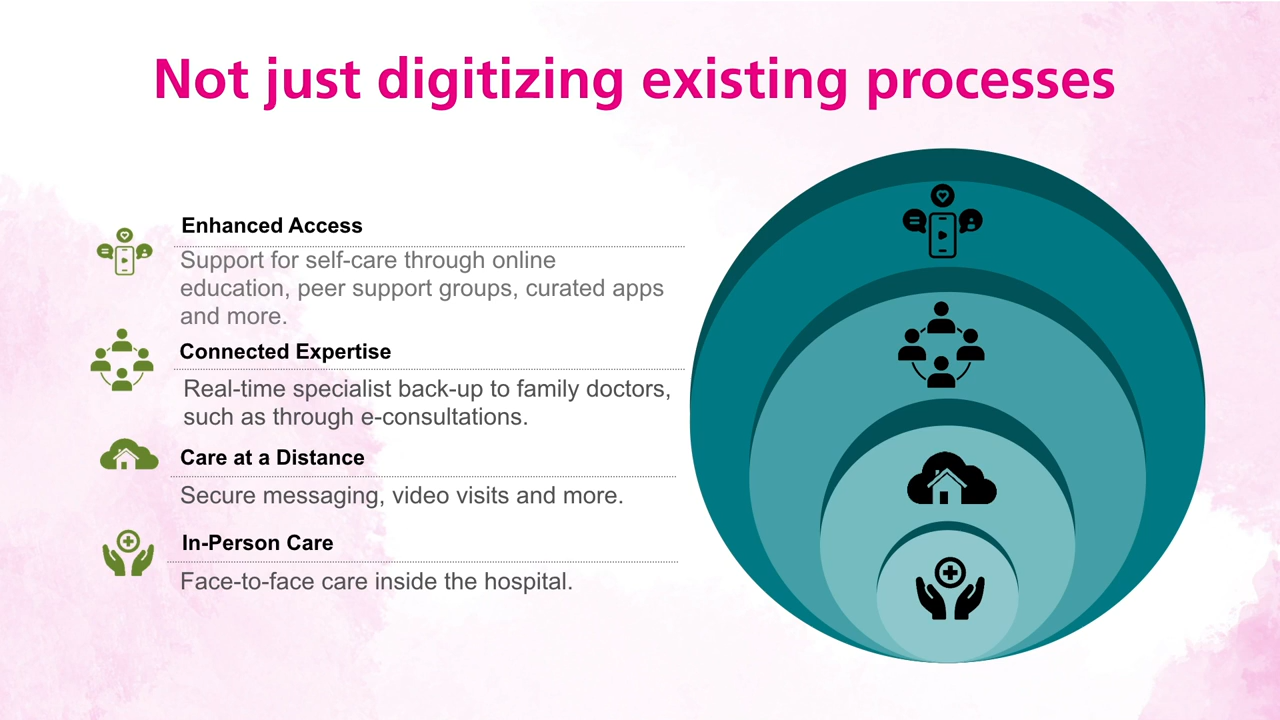 Not just digitizing existing processes
Enhanced Access
Support for self-care through online
education, peer support groups, curated apps
and more.
Connected Expertise
Real-time specialist back-up to family doctors,
such as through e-consultations.
Care at a Distance
Secure messaging, video visits and more.
In-Person Care
Face-to-face care inside the hospital.